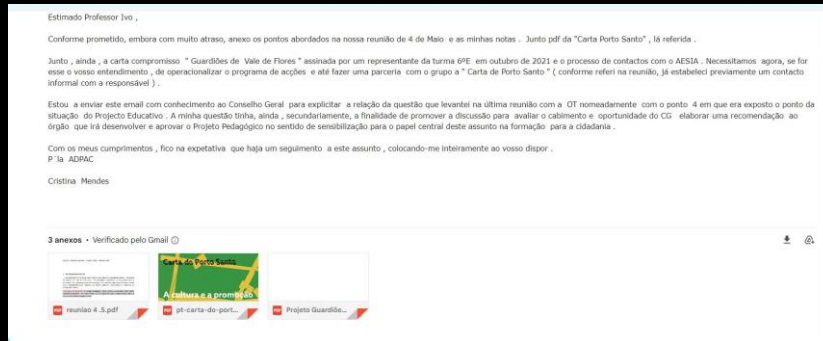 Estimado Professor Ivo ,
Conforme prometido, embora com muito atraso, anexo os pontos abordados na nossa reunião de 4 de Maio e as minhas notas . Junto pdf da "Carta Porto Santo" , lá referida .
Junto , ainda , a carta compromisso " Guardiões de Vale de Flores " assinada por um representante da turma 6ºE em outubro de 2021 e o processo de contactos com o AESIA . Necessitamos agora, se for
esse o vosso entendimento , de operacionalizar o programa de acções e até fazer uma parceria com o grupo a " Carta de Porto Santo " ( conforme referi na reunião, já estabeleci previamente um contacto
informal com a responsável ) .
Estou a enviar este email com conhecimento ao Conselho Geral para explicitar a relação da questão que levantei na última reunião com a OT nomeadamente com o ponto 4 em que era exposto o ponto da
situação do Projecto Educativo . A minha questão tinha, ainda , secundariamente, a finalidade de promover a discussão para avaliar o cabimento e oportunidade do CG elaborar uma recomendação ao
órgão que irá desenvolver e aprovar o Projeto Pedagógico no sentido de sensibilização para o papel central deste assunto na formação para a cidadania .
Com os meus cumprimentos , fico na expetativa que haja um seguimento a este assunto , colocando-me inteiramente ao vosso dispor .
P´la ADPAC
Cristina Mendes
3 anexos • Verificado pelo Gmail
Carta do Porto Santo
A cultura e a promoção
PDF reuniao 4 .5.pdf
PDF pt-carta-do-port...
PDF Projeto Guardiõe...